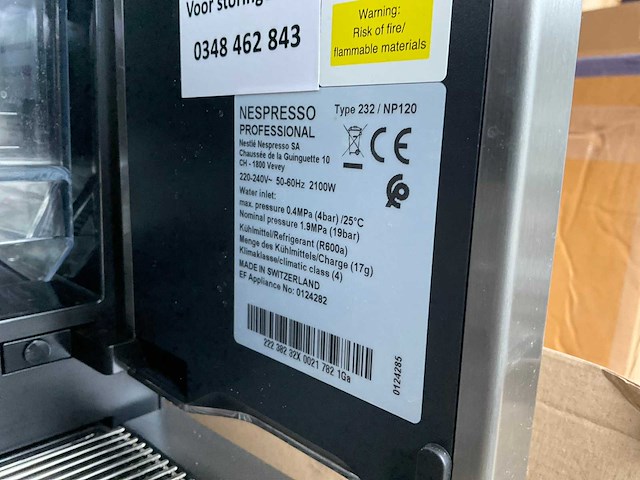 Voor storing
0348 462 843
Warning:
Risk of fire/
flammable materials
NESPRESSO
PROFESSIONAL
Type 232 / NP120
Nestlé Nespresso SA
Chaussée de la Guinguette 10
CH - 1800 Vevey
220-240V~ 50-60Hz 2100W
Water inlet:
max. pressure 0.4MPa (4bar) /25°C
Nominal pressure 1.9MPa (19bar)
Kühlmittel/Refrigerant (R600a)
Menge des Kühlmittels/Charge (17g)
Klimaklasse/climatic class (4)
MADE IN SWITZERLAND
EF Appliance No: 0124282
222 382 32X 0021 782 1Ga
0124285